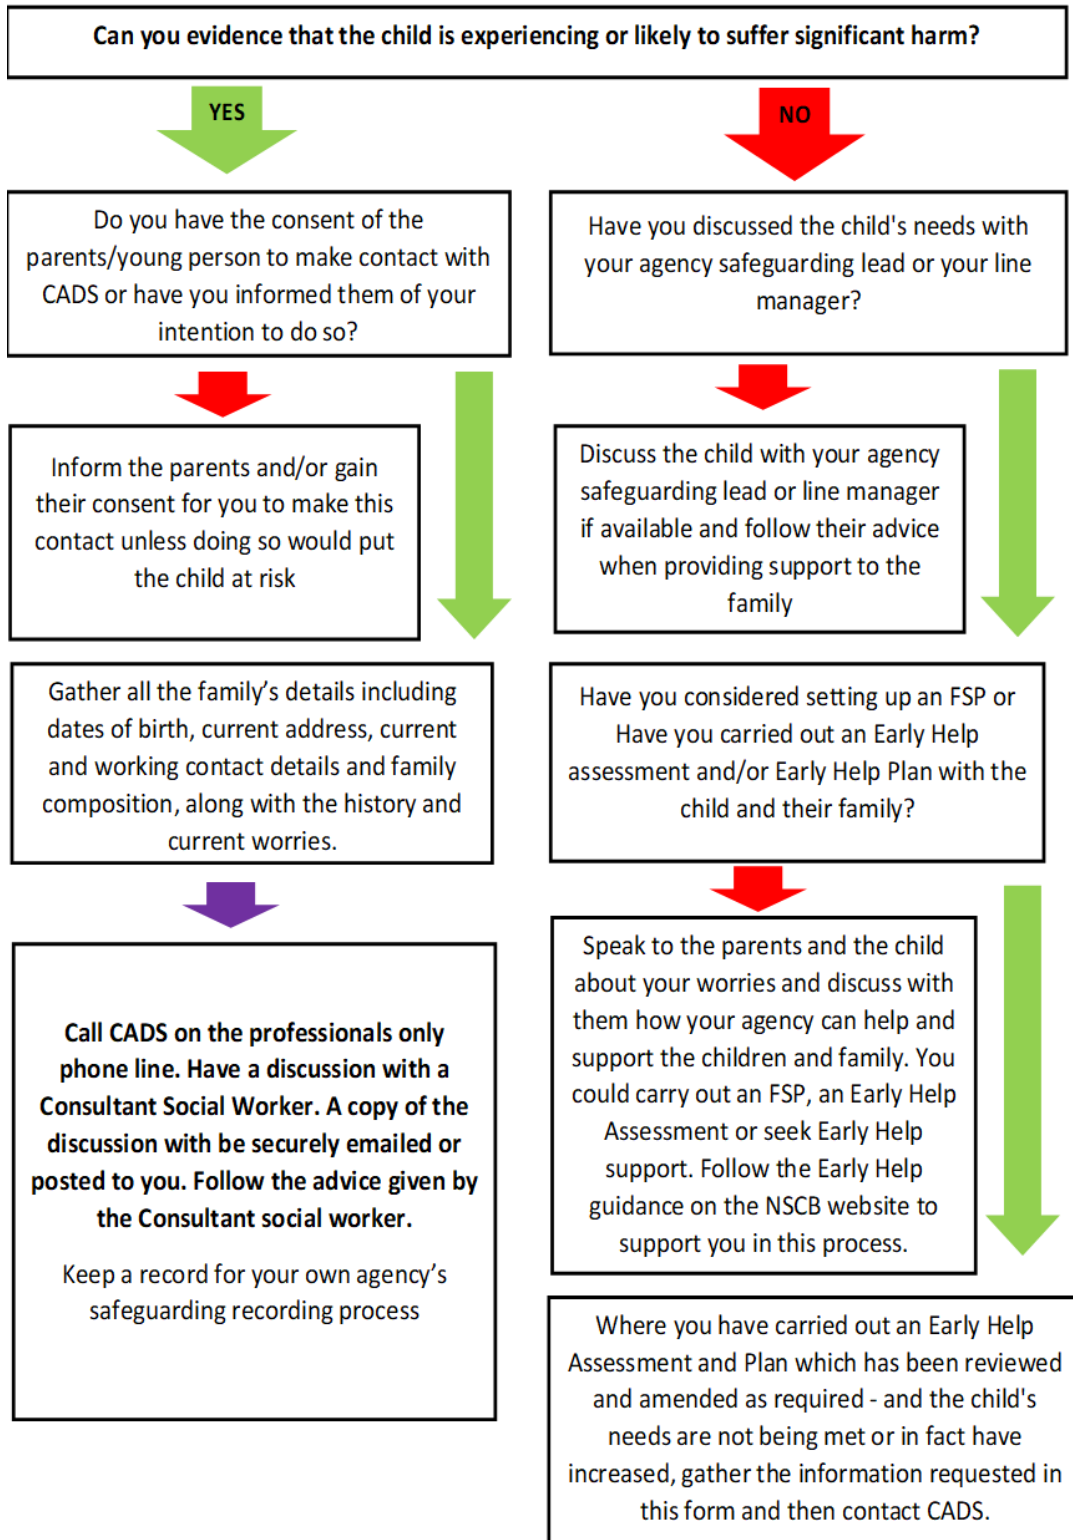 Can you evidence that the child is experiencing or likely to suffer significant harm?
YES
NO
Do you have the consent of the
parents/young person to make contact with
CADS or have you informed them of your
intention to do so?
Have you discussed the child's needs with
your agency safeguarding lead or your line
manager?
Inform the parents and/or gain
their consent for you to make this
contact unless doing so would put
the child at risk
Discuss the child with your agency
safeguarding lead or line manager
if available and follow their advice
when providing support to the
family
Gather all the family’s details including
dates of birth, current address, current
and working contact details and family
composition, along with the history and
current worries.
Have you considered setting up an FSP or
Have you carried out an Early Help
assessment and/or Early Help Plan with the
child and their family?
Call CADS on the professionals only
phone line. Have a discussion with a
Consultant Social Worker. A copy of the
discussion with be securely emailed or
posted to you. Follow the advice given by
the Consultant social worker.
Keep a record for your own agency’s
safeguarding recording process
Speak to the parents and the child
about your worries and discuss with
them how your agency can help and
support the children and family. You
could carry out an FSP, an Early Help
Assessment or seek Early Help
support. Follow the Early Help
guidance on the NSCB website to
support you in this process.
Where you have carried out an Early Help
Assessment and Plan which has been reviewed
and amended as required - and the child's
needs are not being met or in fact have
increased, gather the information requested in
this form and then contact CADS.